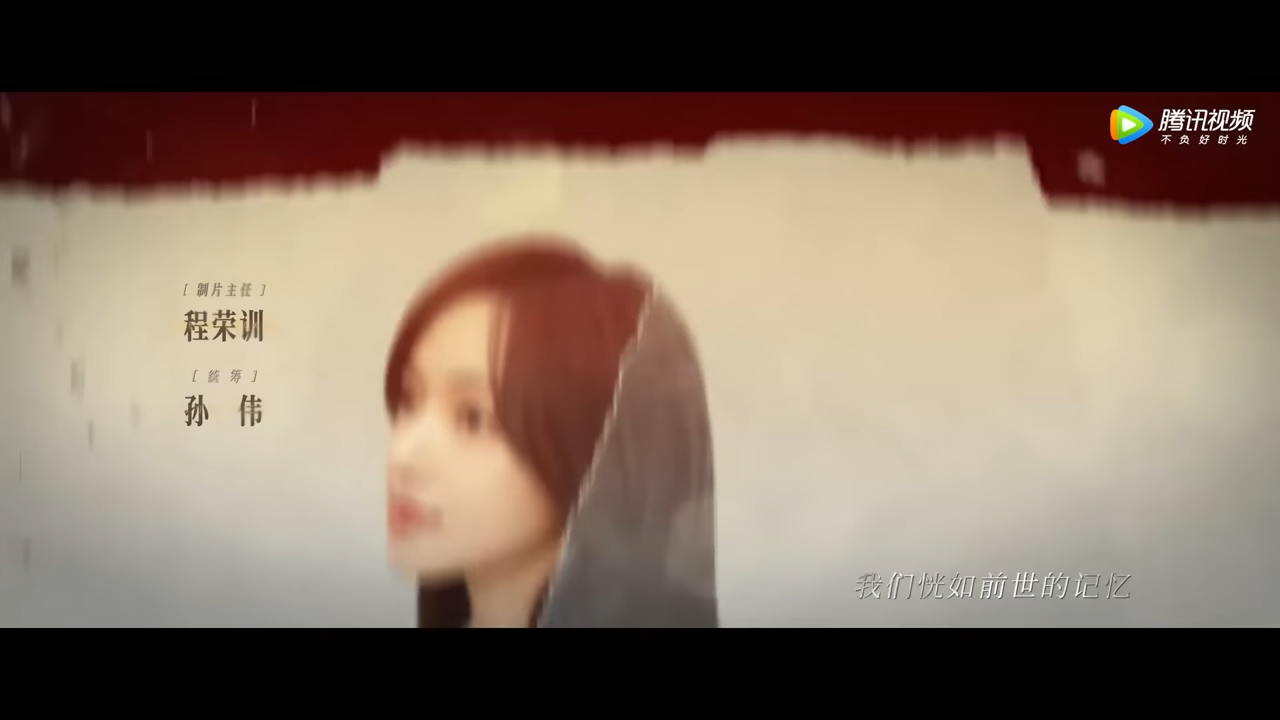 腾讯视频
不负好时光
[ 制片主任 ]
程荣训
[ 统 筹 ]
孙 伟
我们恍如前世的记忆